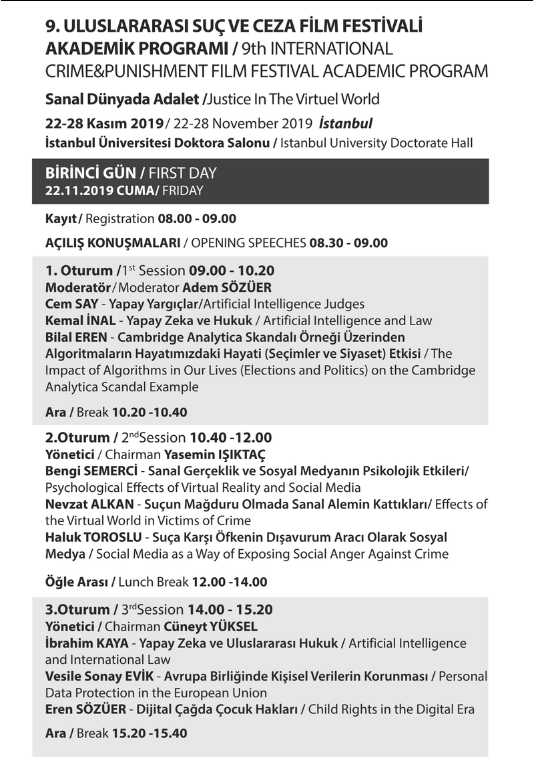 9. ULUSLARARASI SUÇ VE CEZA FİLM FESTİVALİ
AKADEMİK PROGRAMI / 9th INTERNATIONAL
CRIME&PUNISHMENT FILM FESTIVAL ACADEMIC PROGRAM
Sanal Dünyada Adalet /Justice In The Virtuel World
22-28 Kasım 2019/ 22-28 November 2019 İstanbul
İstanbul Üniversitesi Doktora Salonu / Istanbul University Doctorate Hall
BİRİNCİ GÜN / FIRST DAY
22.11.2019 CUMA/ FRIDAY
Kayıt/ Registration 08.00 - 09.00
AÇILIŞ KONUŞMALARI / OPENING SPEECHES 08.30 - 09.00
1. Oturum /1st Session 09.00 - 10.20
Moderatör/Moderator Adem SÖZÜER
Cem SAY - Yapay Yargıçlar/Artificial Intelligence Judges
Kemal İNAL - Yapay Zeka ve Hukuk / Artificial Intelligence and Law
Bilal EREN - Cambridge Analytica Skandalı Örneği Üzerinden
Algoritmaların Hayatımızdaki Hayati (Seçimler ve Siyaset) Etkisi / The
Impact of Algorithms in Our Lives (Elections and Politics) on the Cambridge
Analytica Scandal Example
Ara / Break 10.20 -10.40
2.Oturum / 2ndSession 10.40 -12.00
Yönetici / Chairman Yasemin IŞIKTAÇ
Bengi SEMERCİ - Sanal Gerçeklik ve Sosyal Medyanın Psikolojik Etkileri/
Psychological Effects of Virtual Reality and Social Media
Nevzat ALKAN - Suçun Mağduru Olmada Sanal Alemin Kattıkları/ Effects of
the Virtual World in Victims of Crime
Haluk TOROSLU - Suça Karşı Öfkenin Dışavurum Aracı Olarak Sosyal
Medya / Social Media as a Way of Exposing Social Anger Against Crime
Öğle Arası / Lunch Break 12.00 -14.00
3.Oturum / 3rdSession 14.00 - 15.20
Yönetici / Chairman Cüneyt YÜKSEL
İbrahim KAYA - Yapay Zeka ve Uluslararası Hukuk / Artificial Intelligence
and International Law
Vesile Sonay EVİK - Avrupa Birliğinde Kişisel Verilerin Korunması / Personal
Data Protection in the European Union
Eren SÖZÜER - Dijital Çağda Çocuk Hakları / Child Rights in the Digital Era
Ara / Break 15.20 -15.40